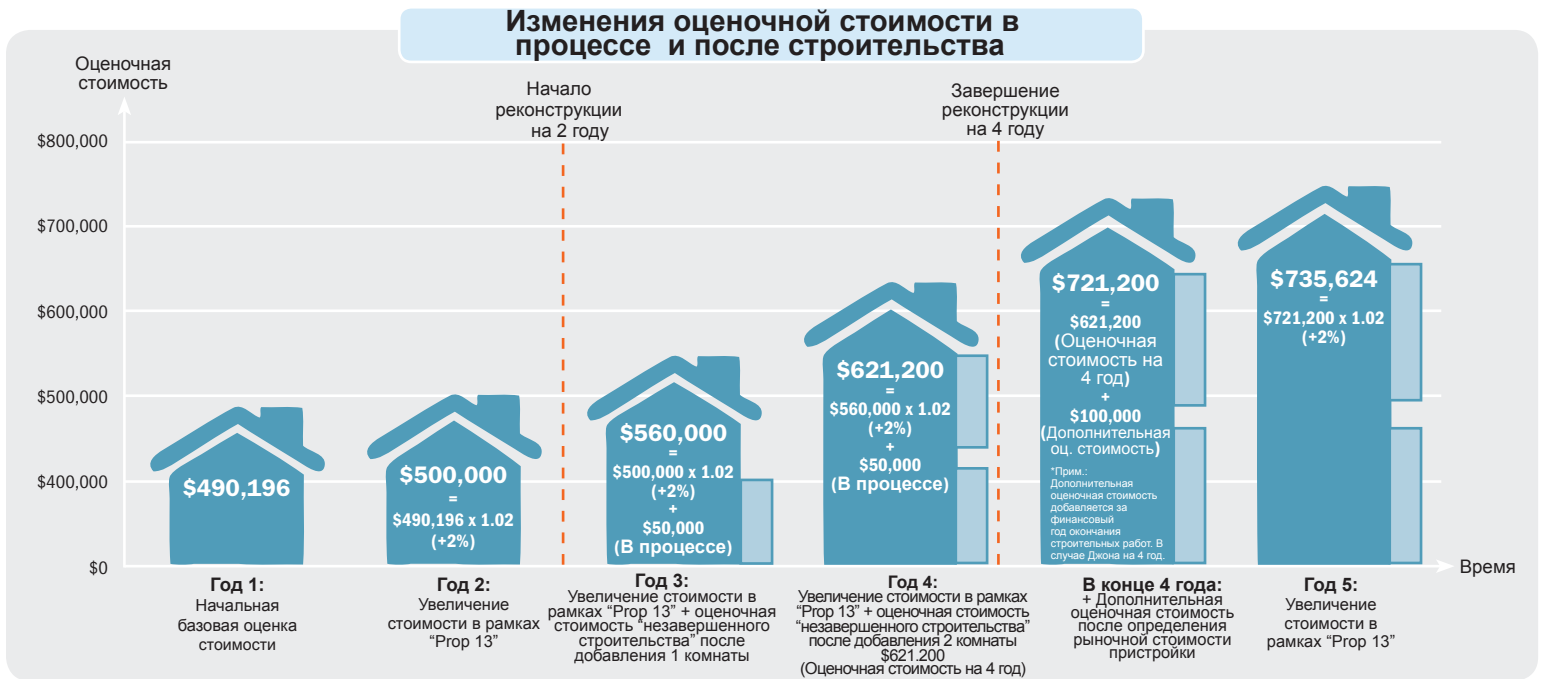 Изменения оценочной стоимости в
процессе и после строительства
Оценочная
стоимость
Начало
реконструкции
на 2 году
Завершение
реконструкции
на 4 году
$800,000
$700,000
$600,000
$500,000
$400,000
$0
$490,196
$500,000
=
$490,196 x 1.02
(+2%)
$560,000
=
$500,000 x 1.02
(+2%)
+
$50,000
(В процессе)
$621,200
=
$560,000 x 1.02
(+2%)
+
$50,000
(В процессе)
$721,200
=
$621,200
(Оценочная
стоимость на
4 год)
+
$100,000
(Дополнительная
оц. стоимость)
*Прим.:
Дополнительная
оценочная стоимость
добавляется за
финансовый
год окончания
строительных работ. В
случае Джона на 4 год.
$735,624
=
$721,200 x 1.02
(+2%)
Время
Год 1:
Начальная
базовая оценка
стоимости
Год 2:
Увеличение
стоимости в рамках
“Prop 13”
Год 3:
Увеличение стоимости в
рамках “Prop 13” + оценочная
стоимость “незавершенного
строительства” после
добавления 1 комнаты
Год 4:
Увеличение стоимости в рамках
“Prop 13” + оценочная стоимость
“незавершенного строительства”
после добавления 2 комнаты
$621.200
(Оценочная стоимость на 4 год)
В конце 4 года:
+ Дополнительная
оценочная стоимость
после определения
рыночной стоимости
пристройки
Год 5:
Увеличение
стоимости в
рамках “Prop 13”